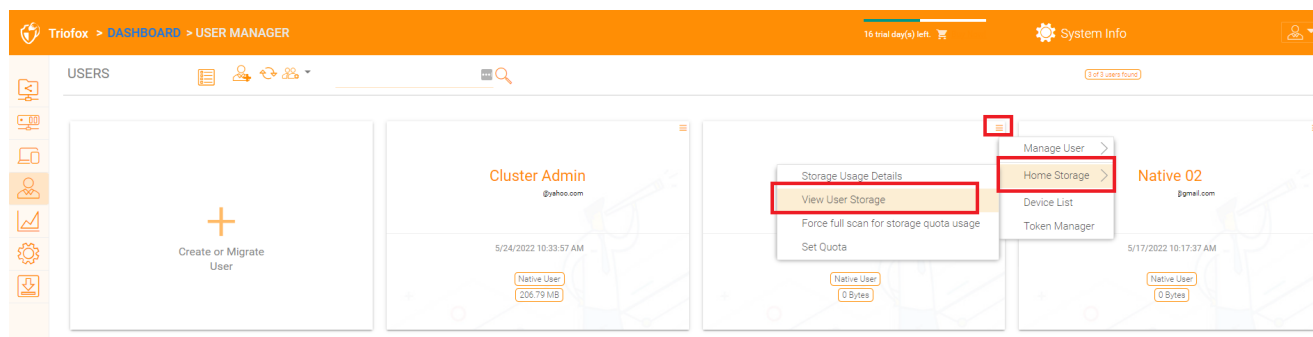 Triofox > DASHBOARD > USER MANAGER
16 trial day(s) left.
System Info
USERS
3 of 3 users found
Create or Migrate
User
Cluster Admin
@yahoo.com
5/24/2022 10:33:57 AM
Native User
206.79 MB
Storage Usage Details
View User Storage
Force full scan for storage quota usage
Set Quota
Native User
0 Bytes
Manage User
Home Storage
Device List
Token Manager
Native 02
@gmail.com
5/17/2022 10:17:37 AM
Native User
0 Bytes